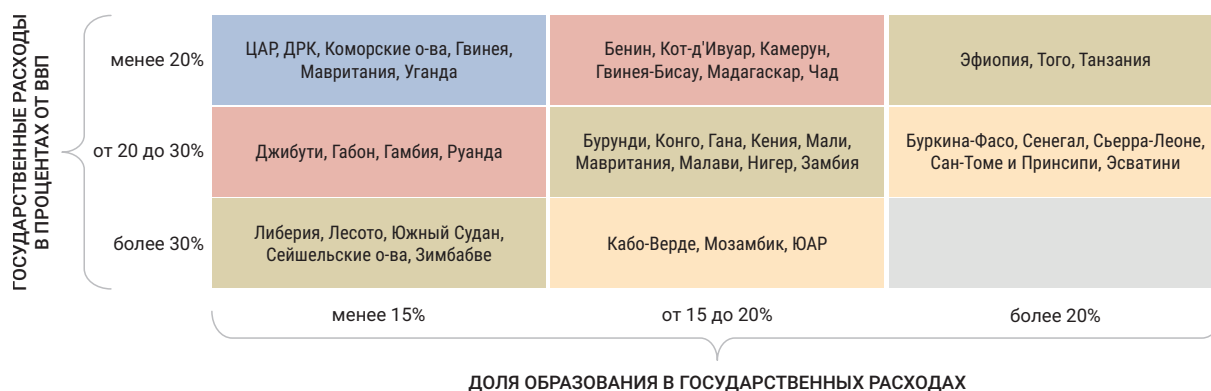 ГОСУДАРСТВЕННЫЕ РАСХОДЫ
В ПРОЦЕНТАХ ОТ ВВП
менее 20%
ЦАР, ДРК, Коморские о-ва, Гвинея,
Мавритания, Уганда
Бенин, Кот-д'Ивуар, Камерун,
Гвинея-Бисау, Мадагаскар, Чад
Эфиопия, Того, Танзания
от 20 до 30%
Джибути, Габон, Гамбия, Руанда
Бурунди, Конго, Гана, Кения, Мали,
Мавритания, Малави, Нигер, Замбия
Буркина-Фасо, Сенегал, Сьерра-Леоне,
Сан-Томе и Принсипи, Эсватини
более 30%
Либерия, Лесото, Южный Судан,
Сейшельские о-ва, Зимбабве
Кабо-Верде, Мозамбик, ЮАР
менее 15%
от 15 до 20%
более 20%
ДОЛЯ ОБРАЗОВАНИЯ В ГОСУДАРСТВЕННЫХ РАСХОДАХ